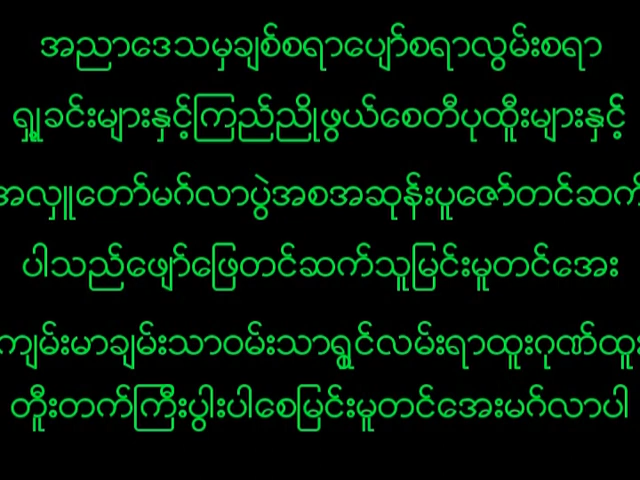 အညာဒေသမှချစ်စရာပျော်စရာလွမ်းစရာ
ရှုခင်းများနှင့်ကြည်ညိုဖွယ်စေတီပုထိုးများနှင့်
အလှူတော်မင်္ဂလာပွဲအစအဆုန်းပူဇော်တင်ဆက်
ပါသည်ဖျော်ဖြေတင်ဆက်သူမြင်းမူတင်အေး
ကျမ်းမာချမ်းသာဝမ်းသာရွှင်လမ်းရာထူးဂုဏ်ထူး
တိုးတက်ကြီးပွါးပါစေမြင်းမူတင်အေးမင်္ဂလာပါ